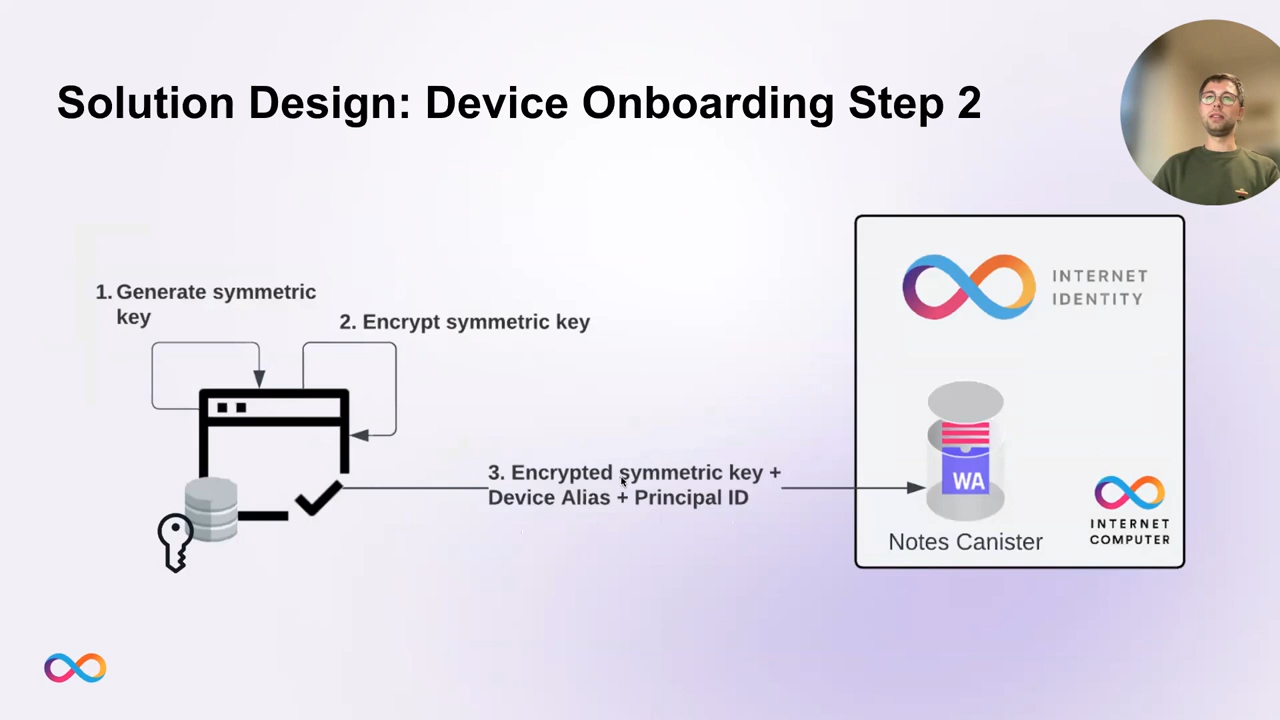 Solution Design: Device Onboarding Step 2
1. Generate symmetric
key
2. Encrypt symmetric key
3. Encrypted symmetric key +
Device Alias + Principal ID
INTERNET
IDENTITY
WA
Notes Canister
INTERNET
COMPUTER